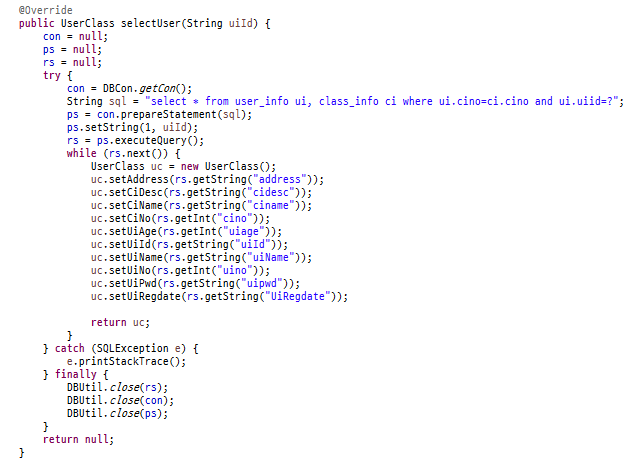 @Override
public UserClass selectUser(String uiId) {
    con = null;
    ps = null;
    rs = null;
    try {
        con = DBCon.getCon();
        String sql = "select * from user_info ui, class_info ci where ui.cino=ci.cino and ui.uiid=?";
        ps = con.prepareStatement(sql);
        ps.setString(1, uiId);
        rs = ps.executeQuery();
        while (rs.next()) {
            UserClass uc = new UserClass();
            uc.setAddress(rs.getString("address"));
            uc.setCiDesc(rs.getString("cidesc"));
            uc.setCiName(rs.getString("ciname"));
            uc.setCiNo(rs.getInt("cino"));
            uc.setUiAge(rs.getInt("uiage"));
            uc.setUiId(rs.getString("uiId"));
            uc.setUiName(rs.getString("uiName"));
            uc.setUiNo(rs.getInt("uino"));
            uc.setUiPwd(rs.getString("uipwd"));
            uc.setUiRegdate(rs.getString("UiRegdate"));

            return uc;
        }
    } catch (SQLException e) {
        e.printStackTrace();
    } finally {
        DBUtil.close(rs);
        DBUtil.close(con);
        DBUtil.close(ps);
    }
    return null;
}